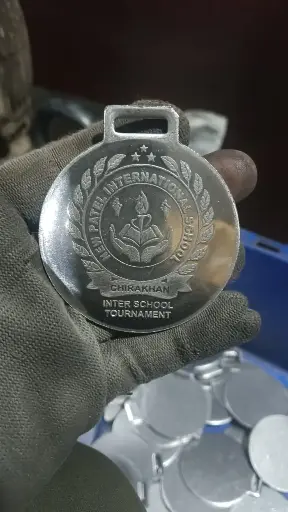 NEW PATEL INTERNATIONAL SCHOOL
CHIRAKHAN
INTER SCHOOL
TOURNAMENT